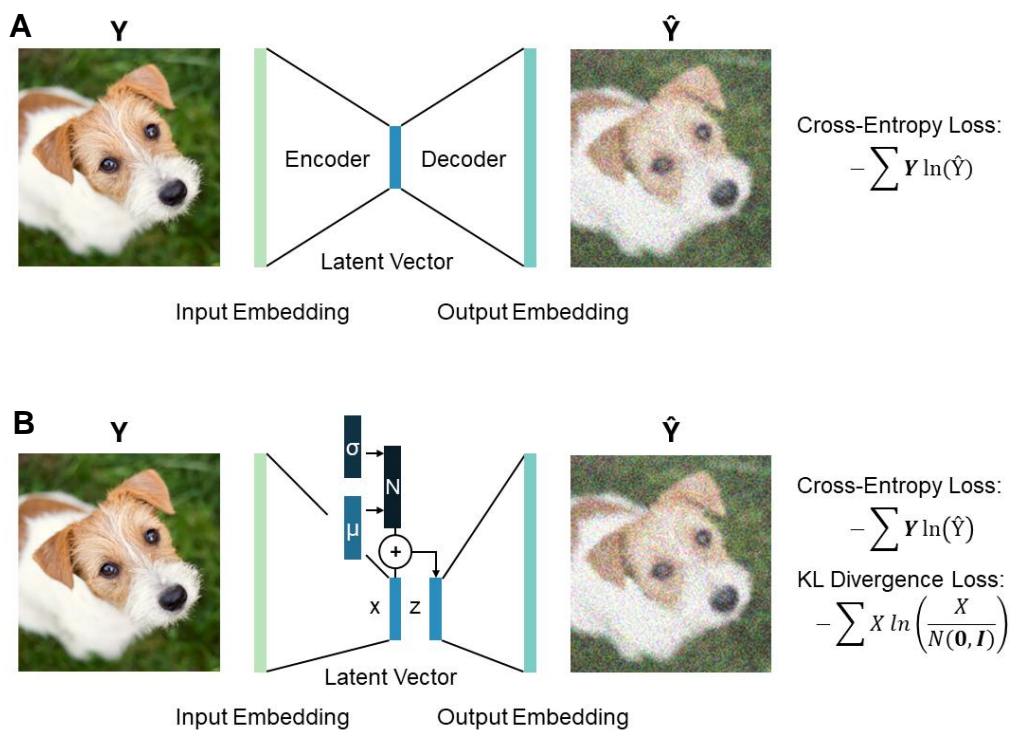 A
Y
Ŷ
Encoder
Decoder
Latent Vector
Input Embedding
Output Embedding
Cross-Entropy Loss:
− ∑ Y ln(Ŷ)
B
Y
Ŷ
σ
N
μ
+
x
z
Latent Vector
Input Embedding
Output Embedding
Cross-Entropy Loss:
− ∑ Y ln(Ŷ)
KL Divergence Loss:
− ∑ X ln(X / N(0, I))